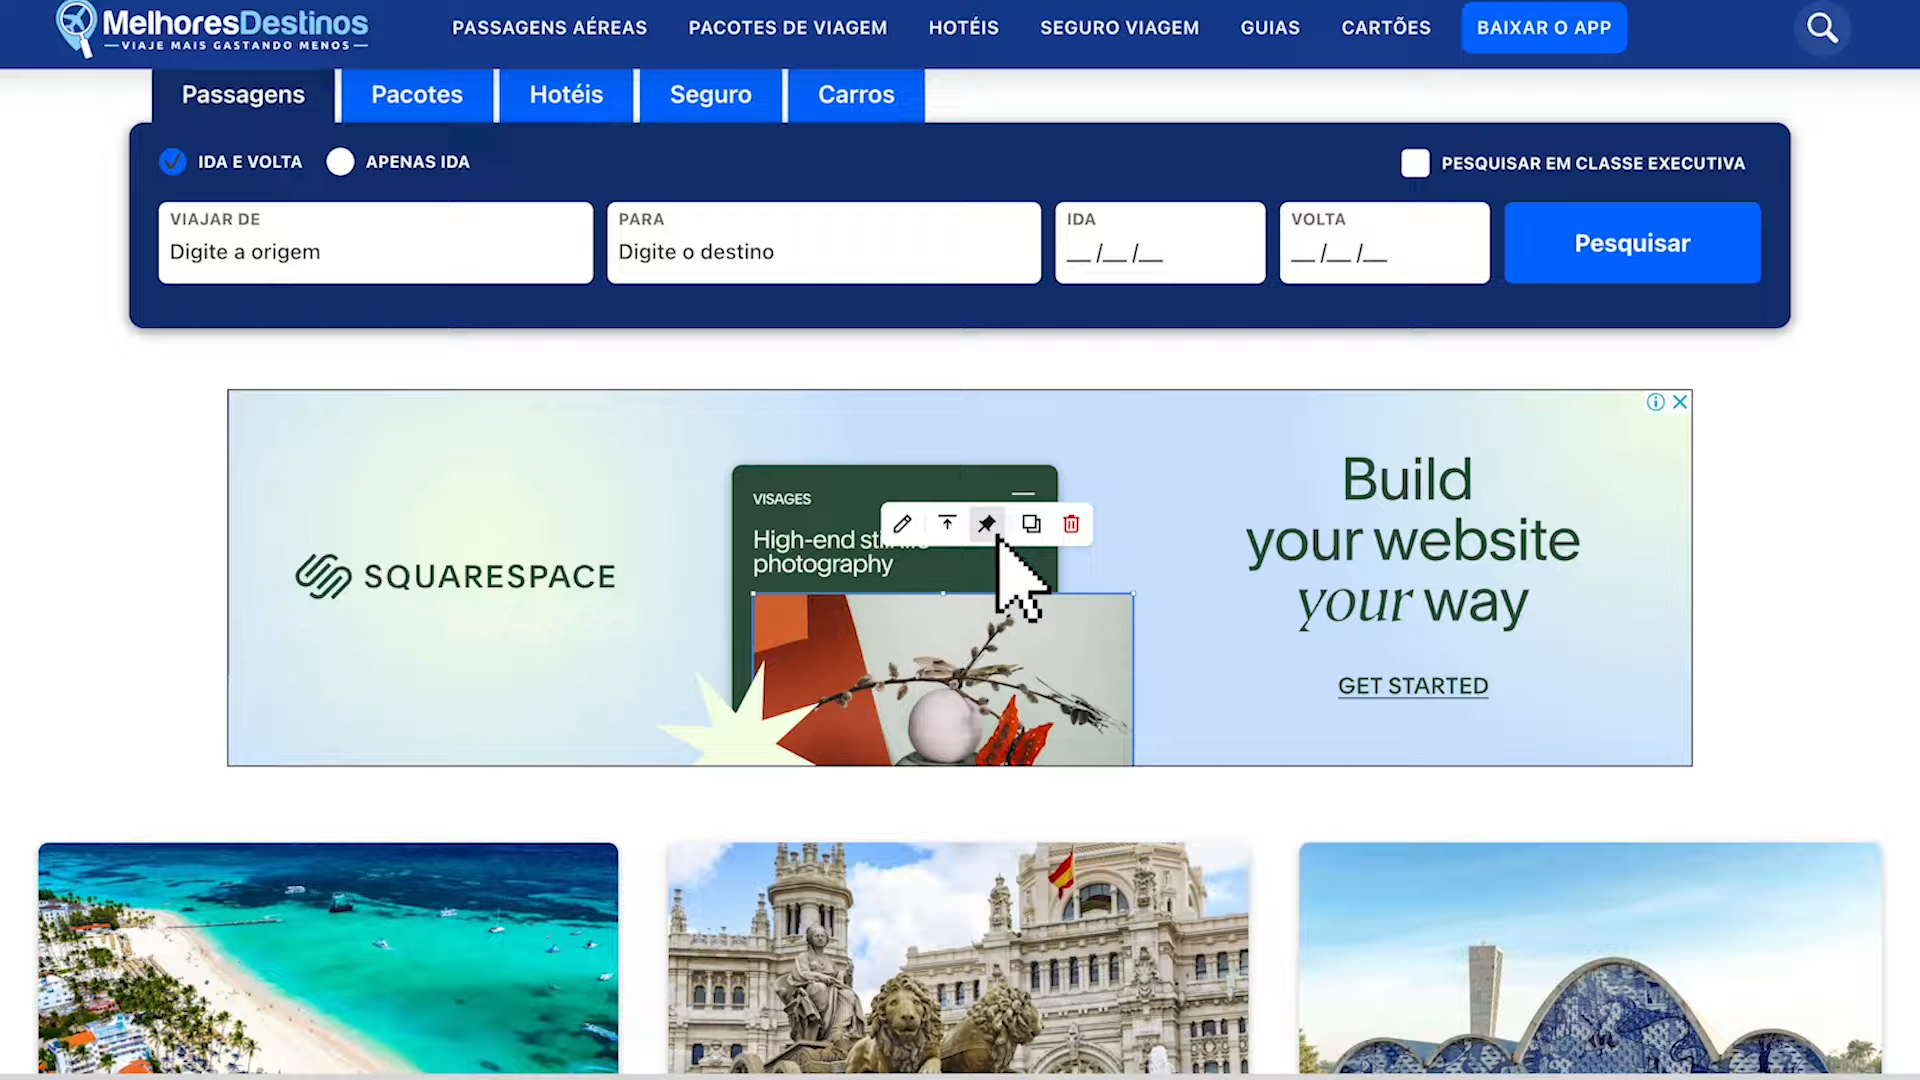 MelhoresDestinos
VIAJE MAIS GASTANDO MENOS
PASSAGENS AÉREAS
PACOTES DE VIAGEM
HOTÉIS
SEGURO VIAGEM
GUIAS
CARTÕES
BAIXAR O APP
Passagens
Pacotes
Hotéis
Seguro
Carros
IDA E VOLTA
APENAS IDA
PESQUISAR EM CLASSE EXECUTIVA
VIAJAR DE
Digite a origem
PARA
Digite o destino
IDA
__ /__ /__
VOLTA
__ /__ /__
Pesquisar
SQUARESPACE
VISAGES
High-end
photography
Build
your website
your way
GET STARTED